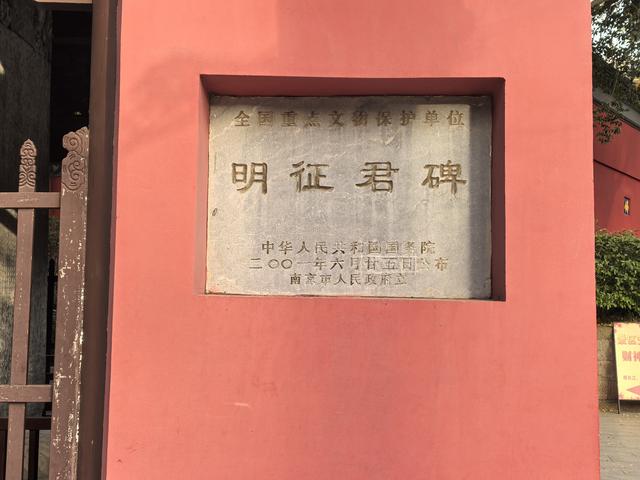 全国重点文物保护单位
明征君碑
中华人民共和国国务院
二〇〇一年六月廿五日公布
南京市人民政府立
财神